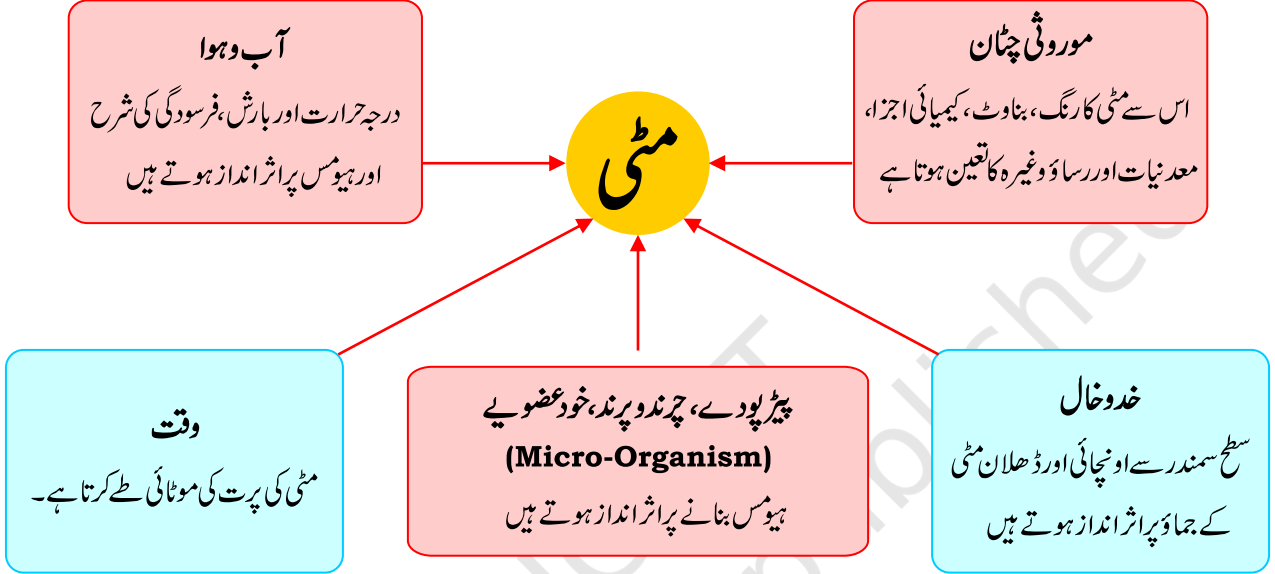 موروثی چٹان
اس سے مٹی کا رنگ، بناوٹ، کیمیائی اجزا،
معدنیات اور رساؤ وغیرہ کا تعین ہوتا ہے
آب و ہوا
درجہ حرارت اور بارش، فرسودگی کی شرح
اور ہیومس پر اثر انداز ہوتے ہیں
مٹی
خدوخال
سطح سمندر سے اونچائی اور ڈھلان مٹی
کے جماؤ پر اثر انداز ہوتے ہیں
پیڑ پودے، چرند و پرند، خود عضویے
(Micro-Organism)
ہیومس بنانے پر اثر انداز ہوتے ہیں
وقت
مٹی کی پرت کی موٹائی طے کرتا ہے۔